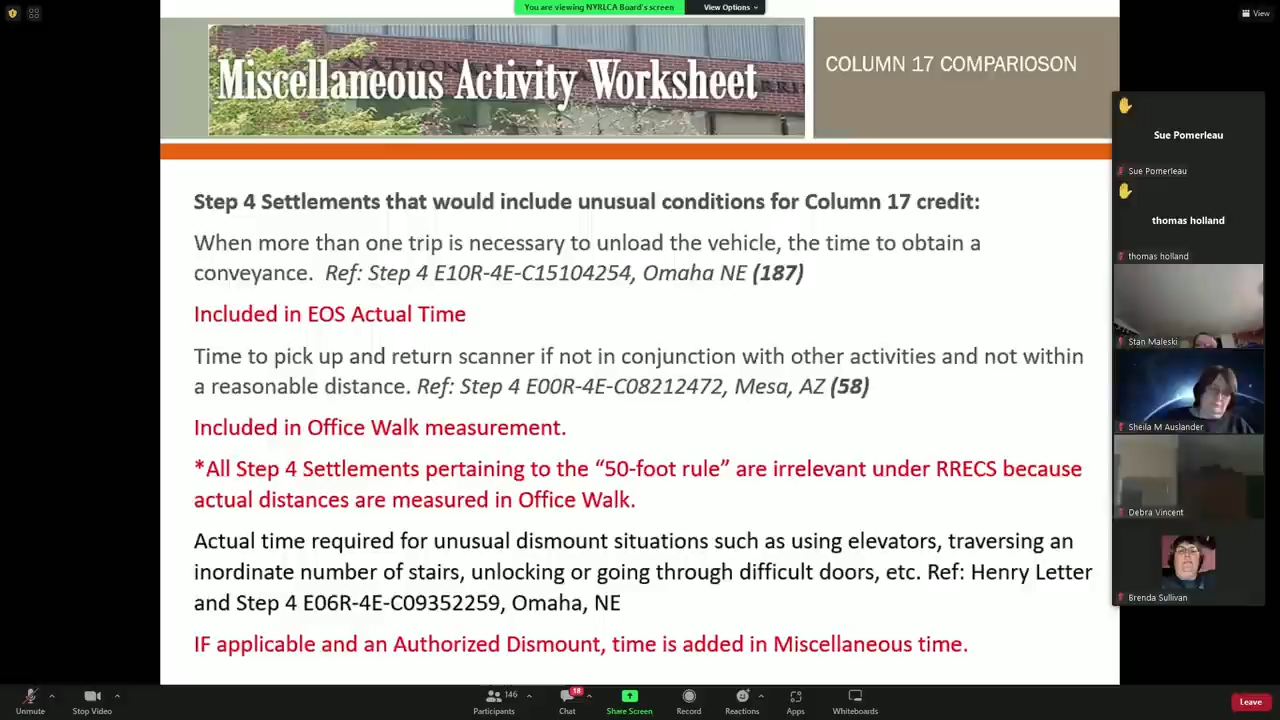 You are viewing NYRLCA Board's screen
View Options
View
Miscellaneous Activity Worksheet
COLUMN 17 COMPARIOSON
Step 4 Settlements that would include unusual conditions for Column 17 credit:
When more than one trip is necessary to unload the vehicle, the time to obtain a
conveyance. Ref: Step 4 E10R-4E-C15104254, Omaha NE (187)
Included in EOS Actual Time
Time to pick up and return scanner if not in conjunction with other activities and not within
a reasonable distance. Ref: Step 4 E00R-4E-C08212472, Mesa, AZ (58)
Included in Office Walk measurement.
*All Step 4 Settlements pertaining to the “50-foot rule” are irrelevant under RRECS because
actual distances are measured in Office Walk.
Actual time required for unusual dismount situations such as using elevators, traversing an
inordinate number of stairs, unlocking or going through difficult doors, etc. Ref: Henry Letter
and Step 4 E06R-4E-C09352259, Omaha, NE
IF applicable and an Authorized Dismount, time is added in Miscellaneous time.
Sue Pomerleau
Sue Pomerleau
thomas holland
thomas holland
Stan Maleski
Sheila M Auslander
Debra Vincent
Brenda Sullivan
Unmute
Stop Video
146
Participants
18
Chat
Share Screen
Record
Reactions
Apps
Whiteboards
Leave